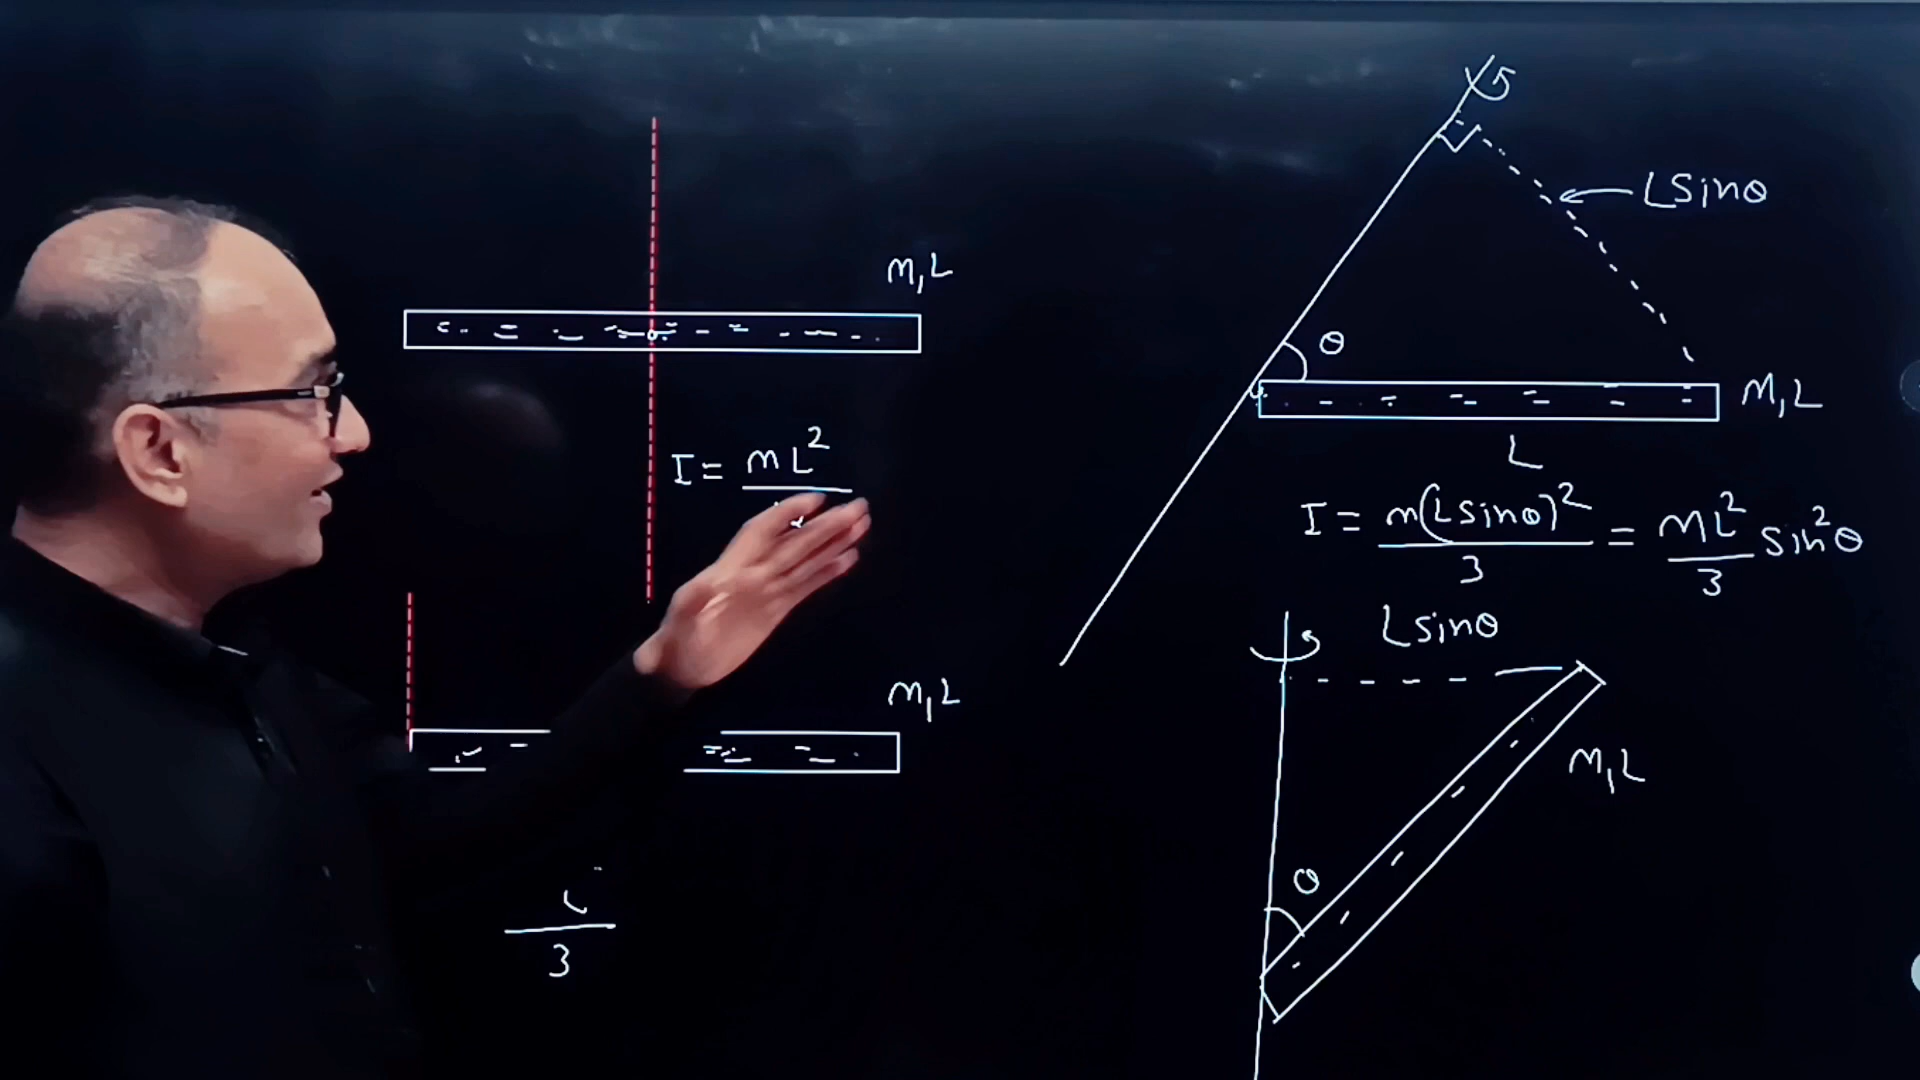 M,L
I = mL²
M,L
3
Lsinθ
θ
M,L
L
I = m(Lsinθ)²/3 = ML²/3 sin²θ
Lsinθ
M,L
θ